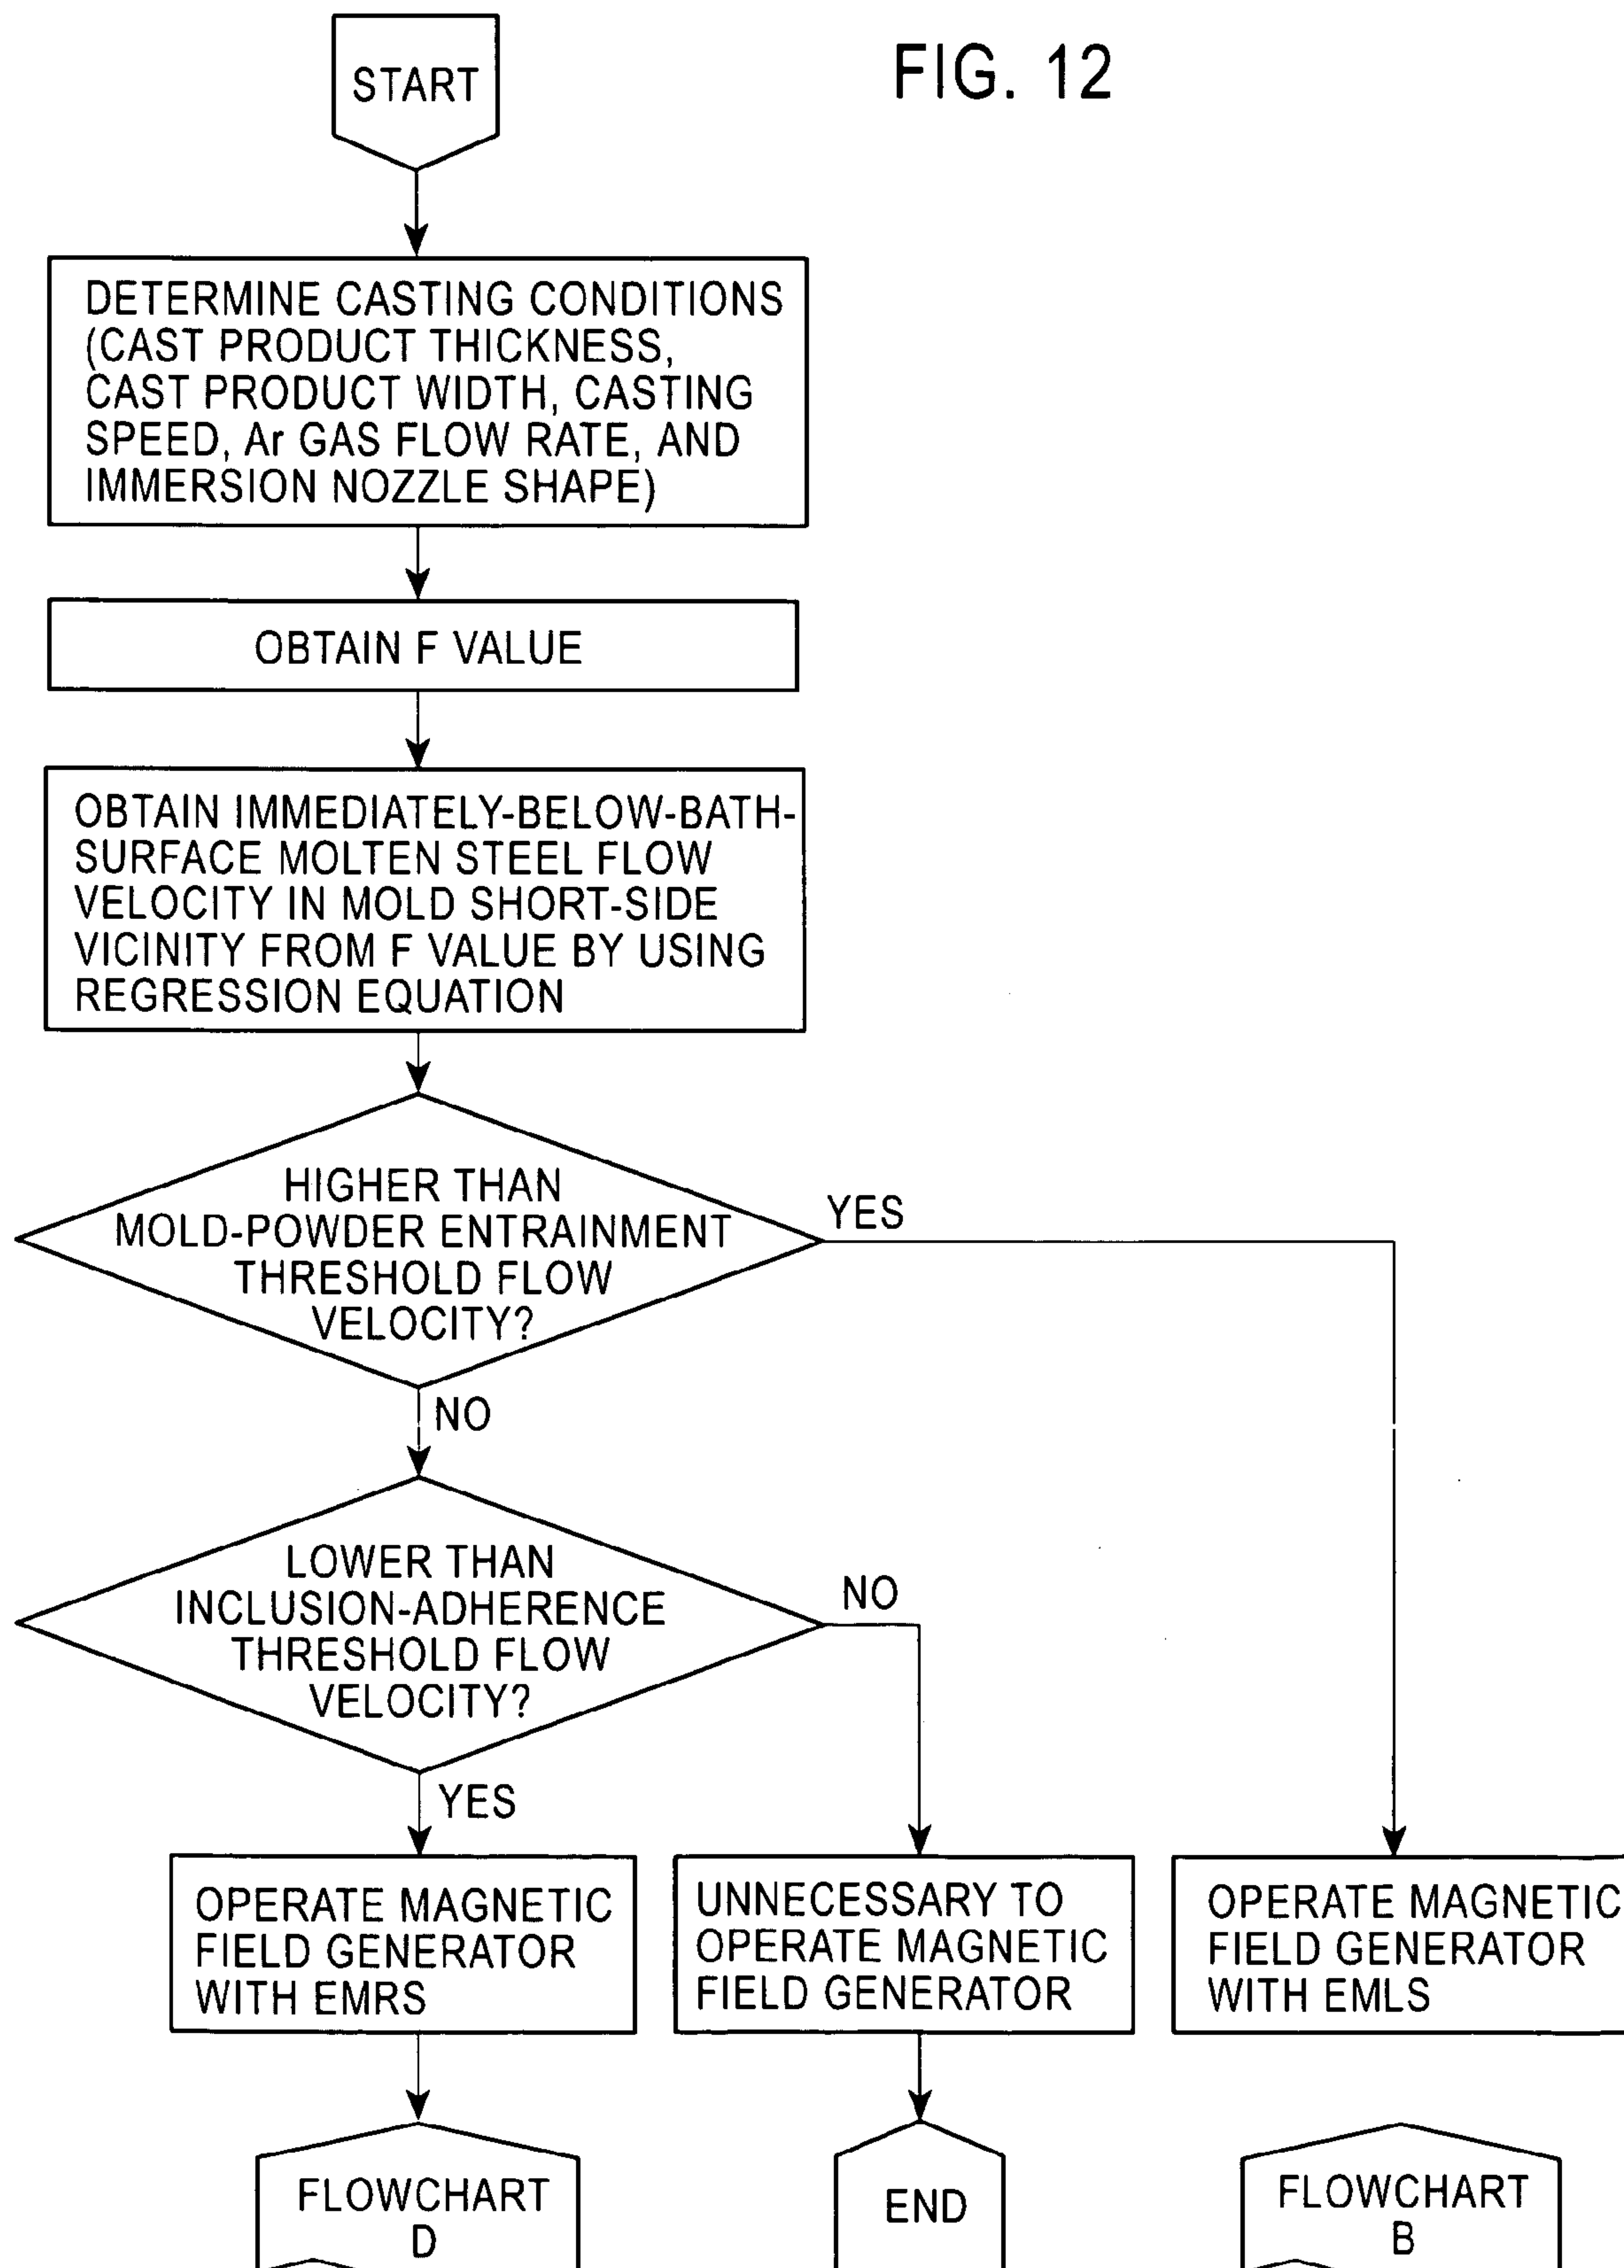 FIG. 12
START
DETERMINE CASTING CONDITIONS
(CAST PRODUCT THICKNESS,
CAST PRODUCT WIDTH, CASTING
SPEED, Ar GAS FLOW RATE, AND
IMMERSION NOZZLE SHAPE)
OBTAIN F VALUE
OBTAIN IMMEDIATELY-BELOW-BATH-
SURFACE MOLTEN STEEL FLOW
VELOCITY IN MOLD SHORT-SIDE
VICINITY FROM F VALUE BY USING
REGRESSION EQUATION
HIGHER THAN
MOLD-POWDER ENTRAINMENT
THRESHOLD FLOW
VELOCITY?
YES
NO
LOWER THAN
INCLUSION-ADHERENCE
THRESHOLD FLOW
VELOCITY?
NO
YES
OPERATE MAGNETIC
FIELD GENERATOR
WITH EMRS
UNNECESSARY TO
OPERATE MAGNETIC
FIELD GENERATOR
OPERATE MAGNETIC
FIELD GENERATOR
WITH EMLS
FLOWCHART
D
END
FLOWCHART
B